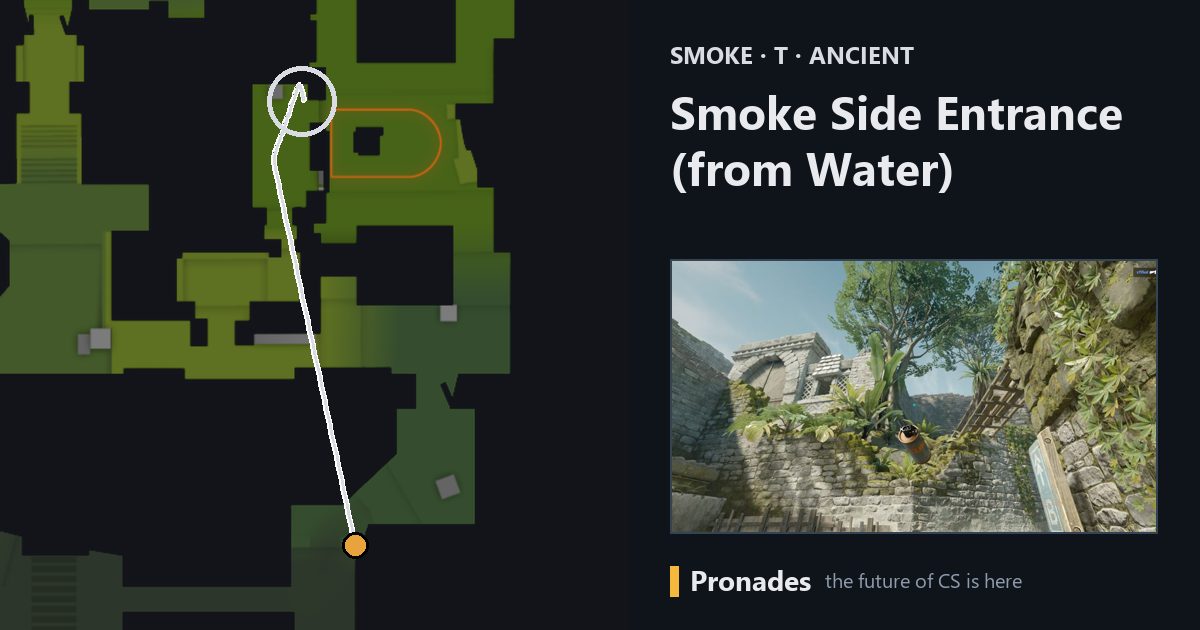 SMOKE · T · ANCIENT
Smoke Side Entrance
(from Water)
Pronades the future of CS is here